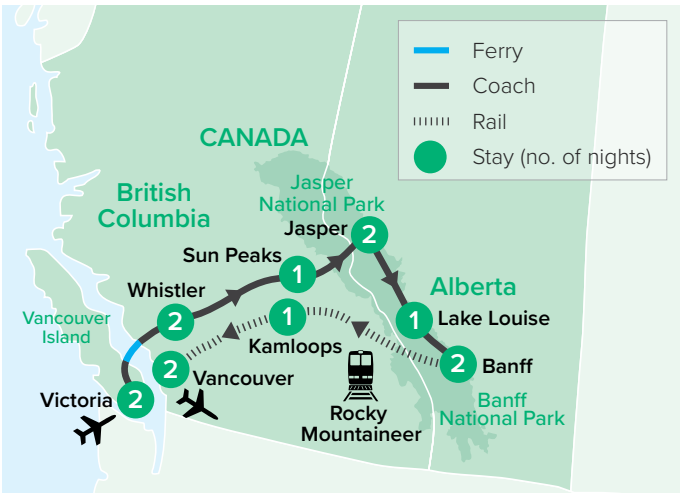 Ferry
Coach
Rail
Stay (no. of nights)
CANADA
British
Columbia
Jasper
National Park
Jasper
2
Sun Peaks
1
Whistler
2
Alberta
Vancouver
Island
1
Lake Louise
1
Kamloops
2
Banff
2
Vancouver
Victoria
2
Rocky
Mountaineer
Banff
National Park